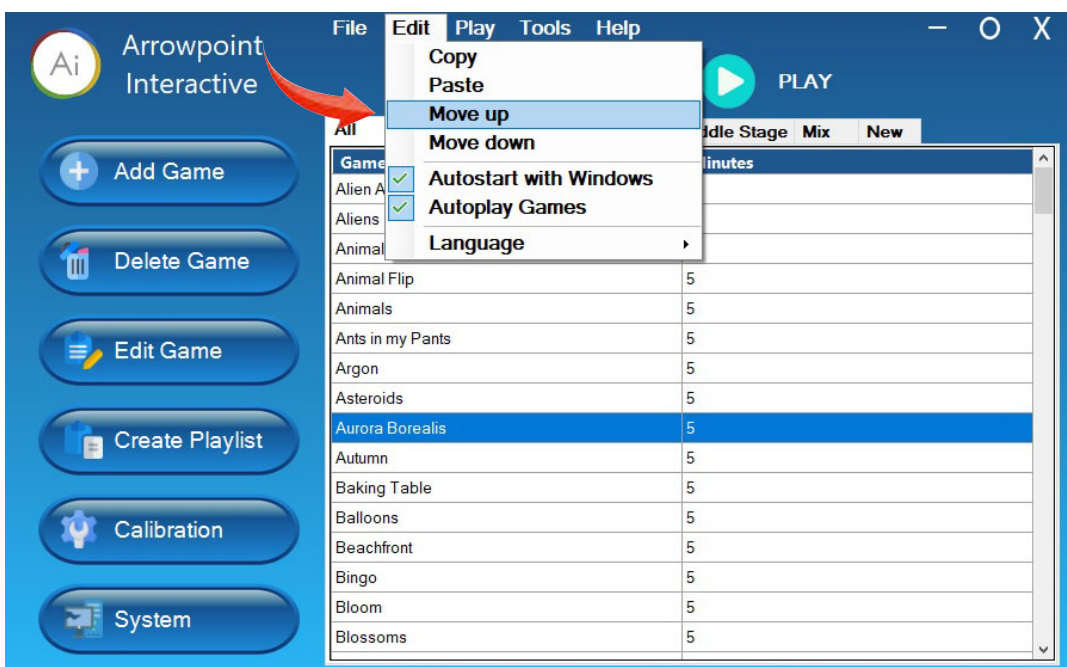 Ai
Arrowpoint
Interactive
File Edit Play Tools Help
— O X
Copy
Paste
Move up
Move down
Autostart with Windows
Autoplay Games
Language
PLAY
All ddle Stage Mix New
Game inutes
Alien A
Aliens
Animal
Animal Flip 5
Animals 5
Ants in my Pants 5
Argon 5
Asteroids 5
Aurora Borealis 5
Autumn 5
Baking Table 5
Balloons 5
Beachfront 5
Bingo 5
Bloom 5
Blossoms 5
Add Game
Delete Game
Edit Game
Create Playlist
Calibration
System